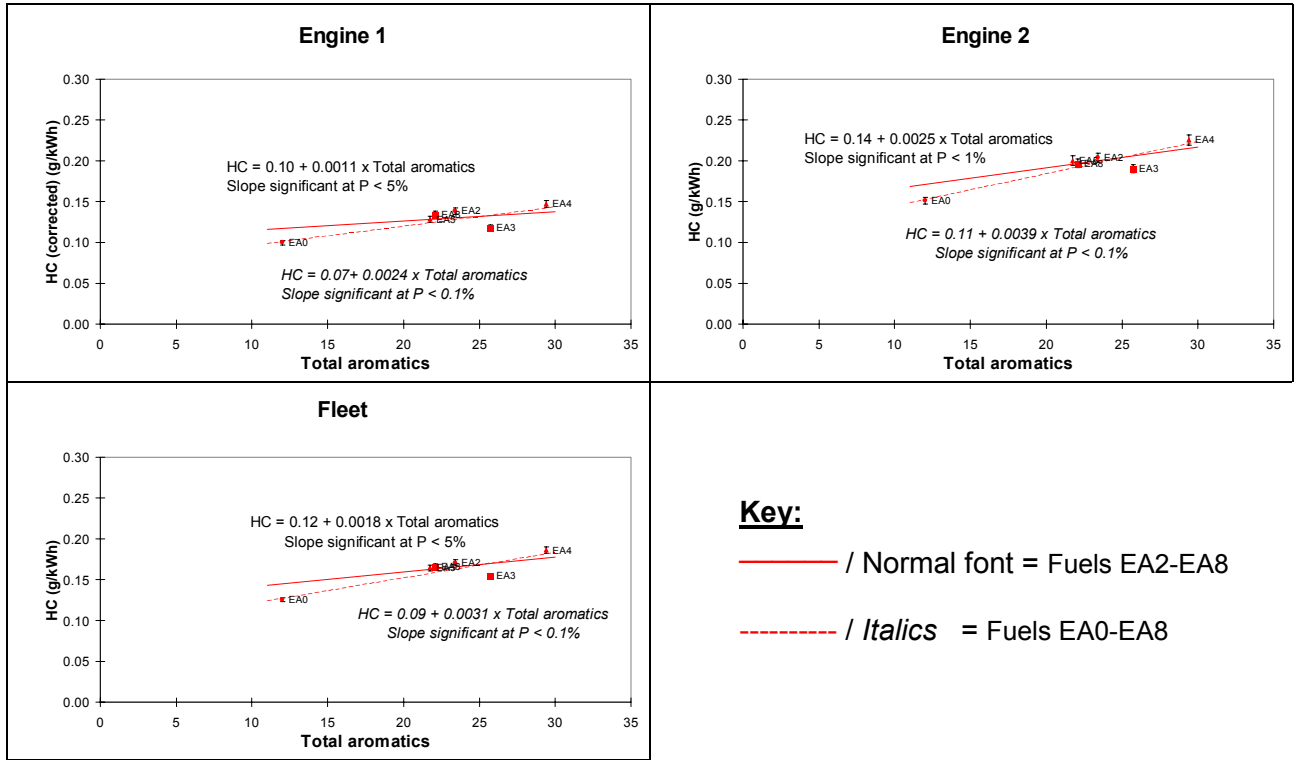 Engine 1
HC (corrected) (g/kWh)
0.30
0.25
0.20
0.15
0.10
0.05
0.00
HC = 0.10 + 0.0011 x Total aromatics
Slope significant at P < 5%
EA2
EA4
EA5
EA3
EA0
HC = 0.07+ 0.0024 x Total aromatics
Slope significant at P < 0.1%
0 5 10 15 20 25 30 35
Total aromatics
Engine 2
HC (g/kWh)
0.30
0.25
0.20
0.15
0.10
0.05
0.00
HC = 0.14 + 0.0025 x Total aromatics
Slope significant at P < 1%
EA4
EA2
EA8
EA3
EA0
HC = 0.11 + 0.0039 x Total aromatics
Slope significant at P < 0.1%
0 5 10 15 20 25 30 35
Total aromatics
Fleet
HC (g/kWh)
0.30
0.25
0.20
0.15
0.10
0.05
0.00
HC = 0.12 + 0.0018 x Total aromatics
Slope significant at P < 5%
EA4
EA2
EA3
EA0
HC = 0.09 + 0.0031 x Total aromatics
Slope significant at P < 0.1%
0 5 10 15 20 25 30 35
Total aromatics
Key:
/ Normal font = Fuels EA2-EA8
/ Italics = Fuels EA0-EA8